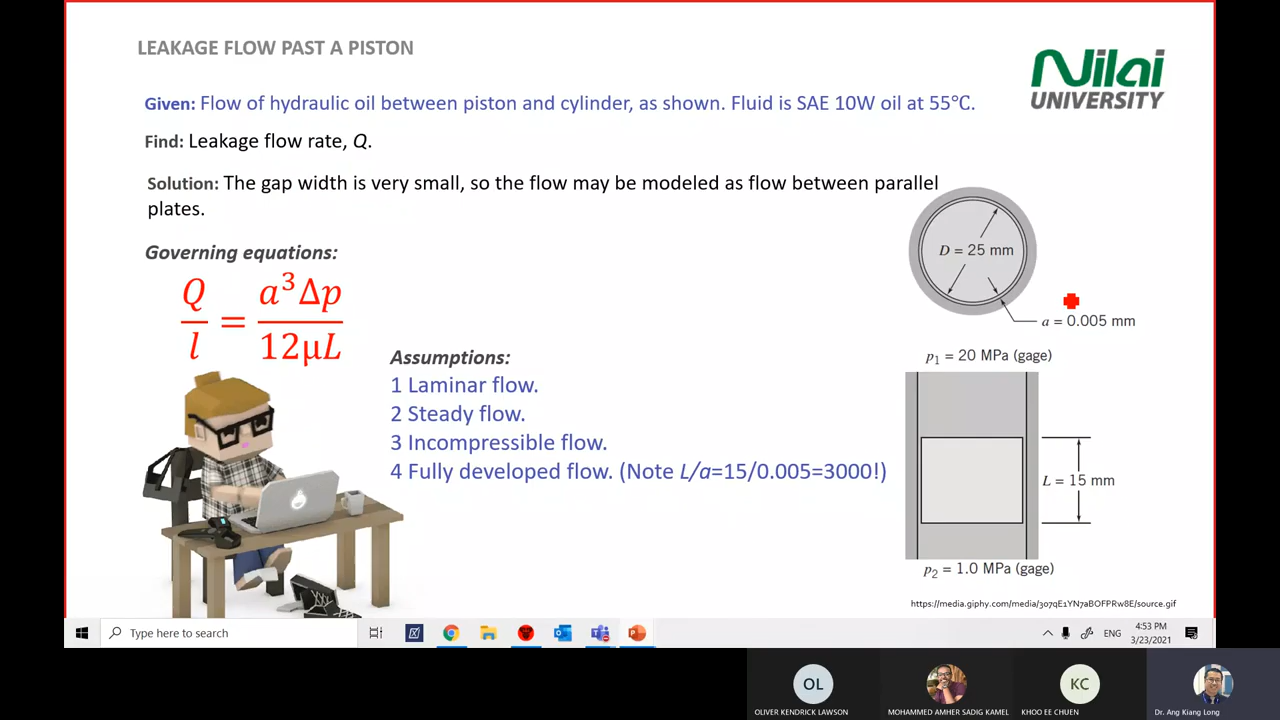 LEAKAGE FLOW PAST A PISTON
Nilai
UNIVERSITY
Given: Flow of hydraulic oil between piston and cylinder, as shown. Fluid is SAE 10W oil at 55℃.
Find: Leakage flow rate, Q.
Solution: The gap width is very small, so the flow may be modeled as flow between parallel
plates.
Governing equations:
Q/l = a³Δp/12μL
D = 25 mm
a = 0.005 mm
p₁ = 20 MPa (gage)
Assumptions:
1 Laminar flow.
2 Steady flow.
3 Incompressible flow.
4 Fully developed flow. (Note L/a=15/0.005=3000!)
L = 15 mm
p₂ = 1.0 MPa (gage)
https://media.giphy.com/media/307qE1YN7aBOFPRw8E/source.gif
Type here to search
ENG
4:53 PM
3/23/2021
OL
KC
OLIVER KENDRICK LAWSON
MOHAMMED AMHER SADIG KAMEL
KHOO EE CHUEN
Dr. Ang Kiang Long